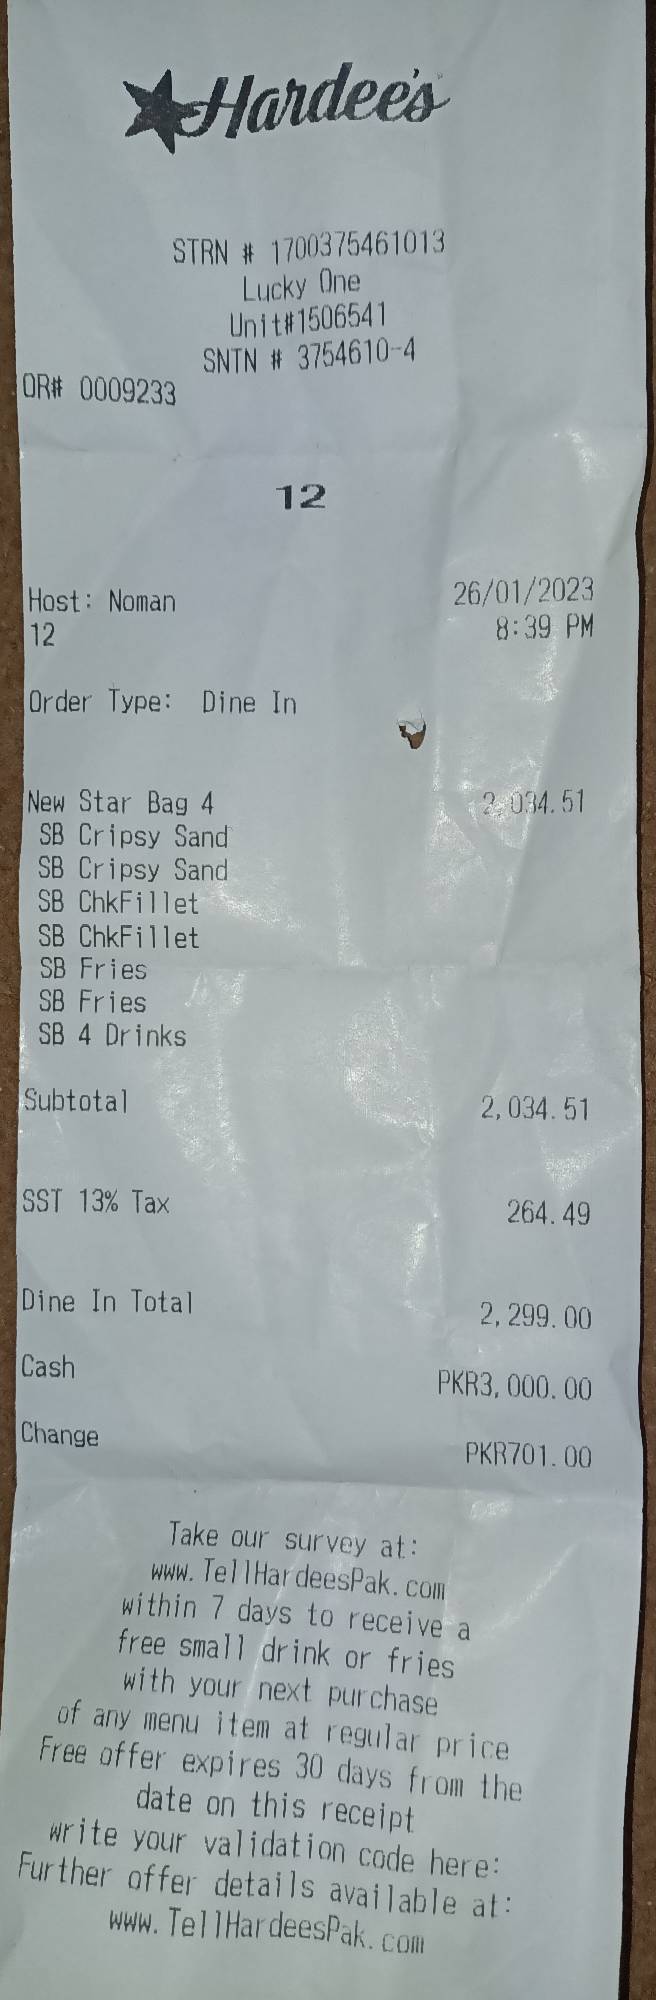 Hardee's
STRN # 1700375461013
Lucky One
Unit#1506541
SNTN # 3754610-4
OR# 0009233
12
Host: Noman 26/01/2023
12 8:39 PM
Order Type: Dine In
New Star Bag 4 2,034.51
SB Cripsy Sand
SB Cripsy Sand
SB ChkFillet
SB ChkFillet
SB Fries
SB Fries
SB 4 Drinks
Subtotal 2,034.51
SST 13% Tax 264.49
Dine In Total 2,299.00
Cash PKR3,000.00
Change PKR701.00
Take our survey at:
www.TellHardeesPak.com
within 7 days to receive a
free small drink or fries
with your next purchase
of any menu item at regular price
Free offer expires 30 days from the
date on this receipt
write your validation code here:
Further offer details available at:
www.TellHardeesPak.com